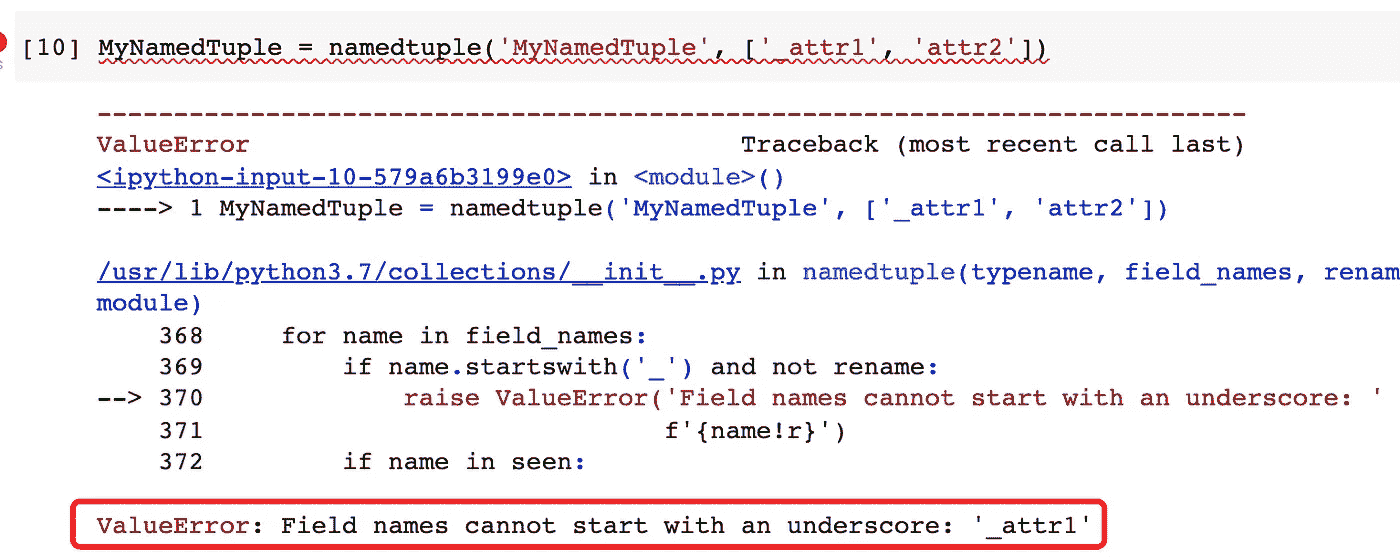 [10] MyNamedTuple = namedtuple('MyNamedTuple', ['_attr1', 'attr2'])
---------------------------------------------------------------------------
ValueError                                Traceback (most recent call last)
<ipython-input-10-579a6b3199e0> in <module>()
----> 1 MyNamedTuple = namedtuple('MyNamedTuple', ['_attr1', 'attr2'])
/usr/lib/python3.7/collections/__init__.py in namedtuple(typename, field_names, renam
module)
    368     for name in field_names:
    369         if name.startswith('_') and not rename:
--> 370             raise ValueError('Field names cannot start with an underscore: '
    371                              f'{name!r}')
    372         if name in seen:
ValueError: Field names cannot start with an underscore: '_attr1'